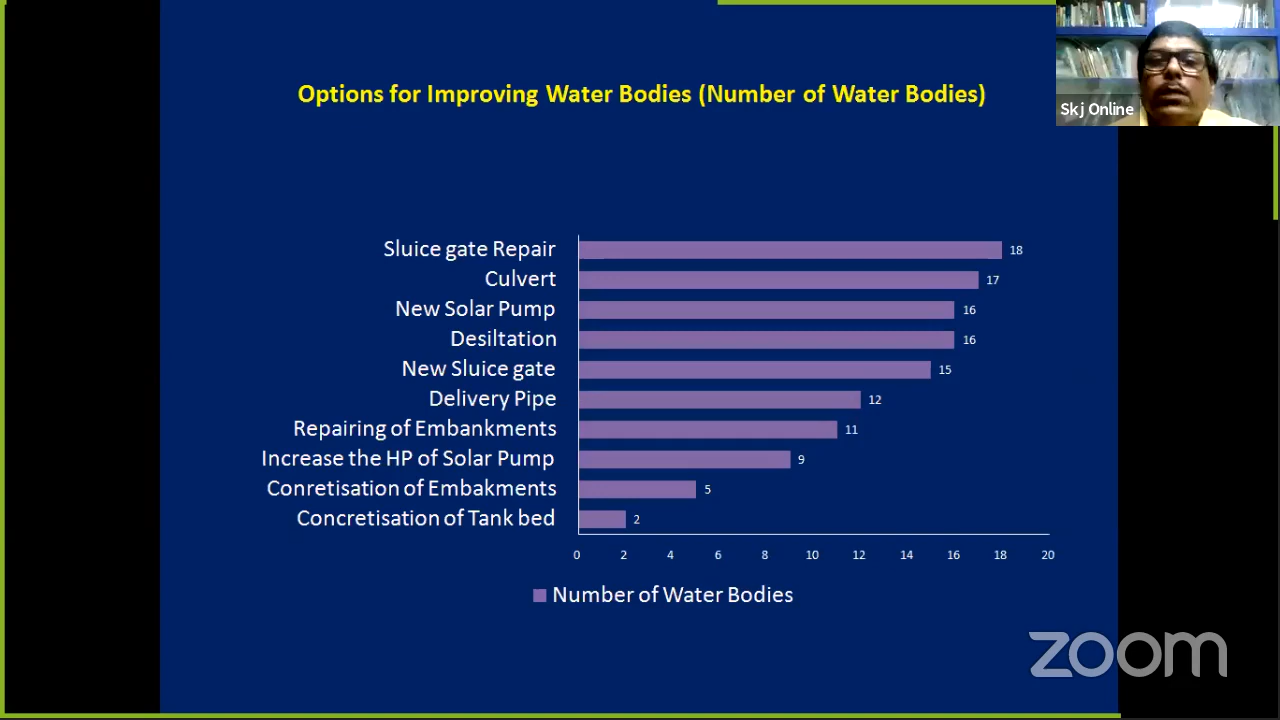 Options for Improving Water Bodies (Number of Water Bodies)
Skj Online
Sluice gate Repair 18
Culvert 17
New Solar Pump 16
Desiltation 16
New Sluice gate 15
Delivery Pipe 12
Repairing of Embankments 11
Increase the HP of Solar Pump 9
Conretisation of Embakments 5
Concretisation of Tank bed 2
0 2 4 6 8 10 12 14 16 18 20
Number of Water Bodies
zoom